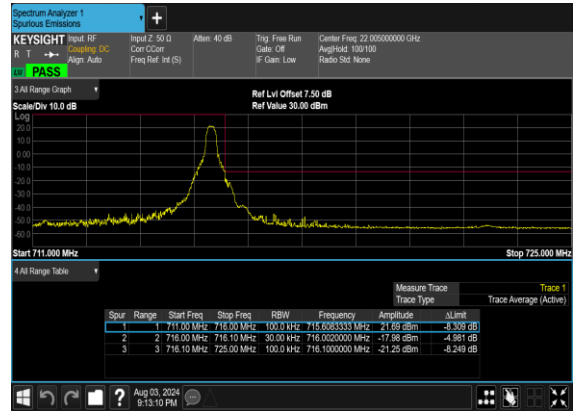 Spectrum Analyzer 1
Spurious Emissions
KEYSIGHT Input: RF Input Z: 50 Ω Atten: 40 dB Trig: Free Run Center Freq: 22.005000000 GHz
R T Coupling: DC Corr CCorr Gate: Off Avg|Hold: 100/100
Align: Auto Freq Ref: Int (S) IF Gain: Low Radio Std: None
PASS
3 All Range Graph
Ref Lvl Offset 7.50 dB
Scale/Div 10.0 dB Ref Value 30.00 dBm
Log
20.0
10.0
0.00
-10.0
-20.0
-30.0
-40.0
-50.0
-60.0
Start 711.000 MHz Stop 725.000 MHz
4 All Range Table
Measure Trace Trace 1
Trace Type Trace Average (Active)
Spur Range Start Freq Stop Freq RBW Frequency Amplitude ΔLimit
1 1 711.00 MHz 716.00 MHz 100.0 kHz 715.6083333 MHz 21.69 dBm -8.309 dB
2 2 716.00 MHz 716.10 MHz 30.00 kHz 716.0020000 MHz -17.98 dBm -4.981 dB
3 3 716.10 MHz 725.00 MHz 100.0 kHz 716.1000000 MHz -21.25 dBm -8.249 dB
? Aug 03, 2024
9:13:10 PM